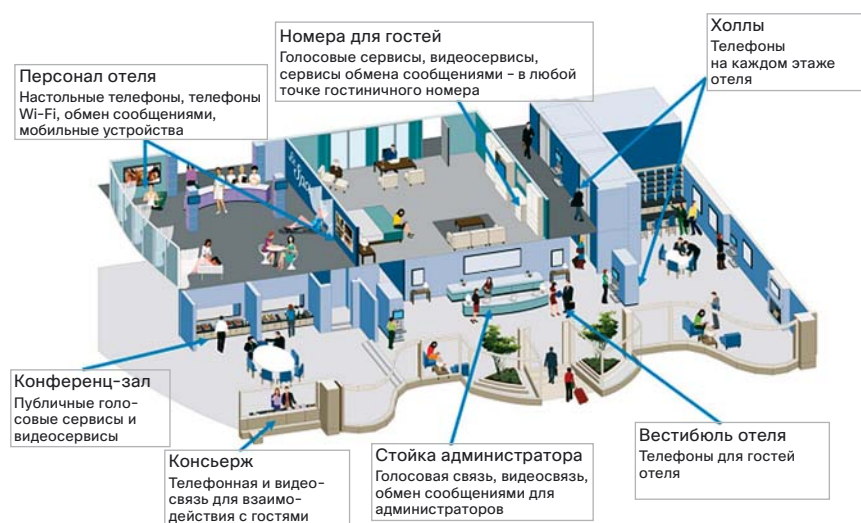 Номера для гостей
Голосовые сервисы, видеосервисы,
сервисы обмена сообщениями – в любой
точке гостиничного номера
Холлы
Телефоны
на каждом этаже
отеля
Персонал отеля
Настольные телефоны, телефоны
Wi-Fi, обмен сообщениями,
мобильные устройства
Конференц-зал
Публичные голо-
совые сервисы и
видеосервисы
Консьерж
Телефонная и видео-
связь для взаимо-
действия с гостями
Стойка администратора
Голосовая связь, видеосвязь,
обмен сообщениями для
администраторов
Вестибюль отеля
Телефоны для гостей
отеля